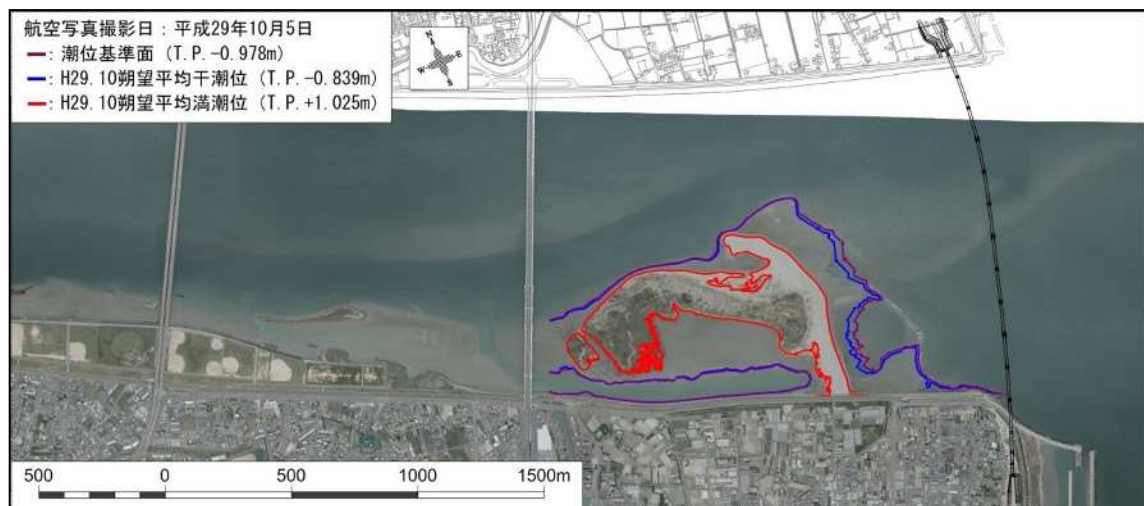 航空写真撮影日：平成29年10月5日
—：潮位基準面（T.P.-0.978m）
—：H29.10朔望平均干潮位（T.P.-0.839m）
—：H29.10朔望平均満潮位（T.P.+1.025m）
N
W E
S
500 0 500 1000 1500m